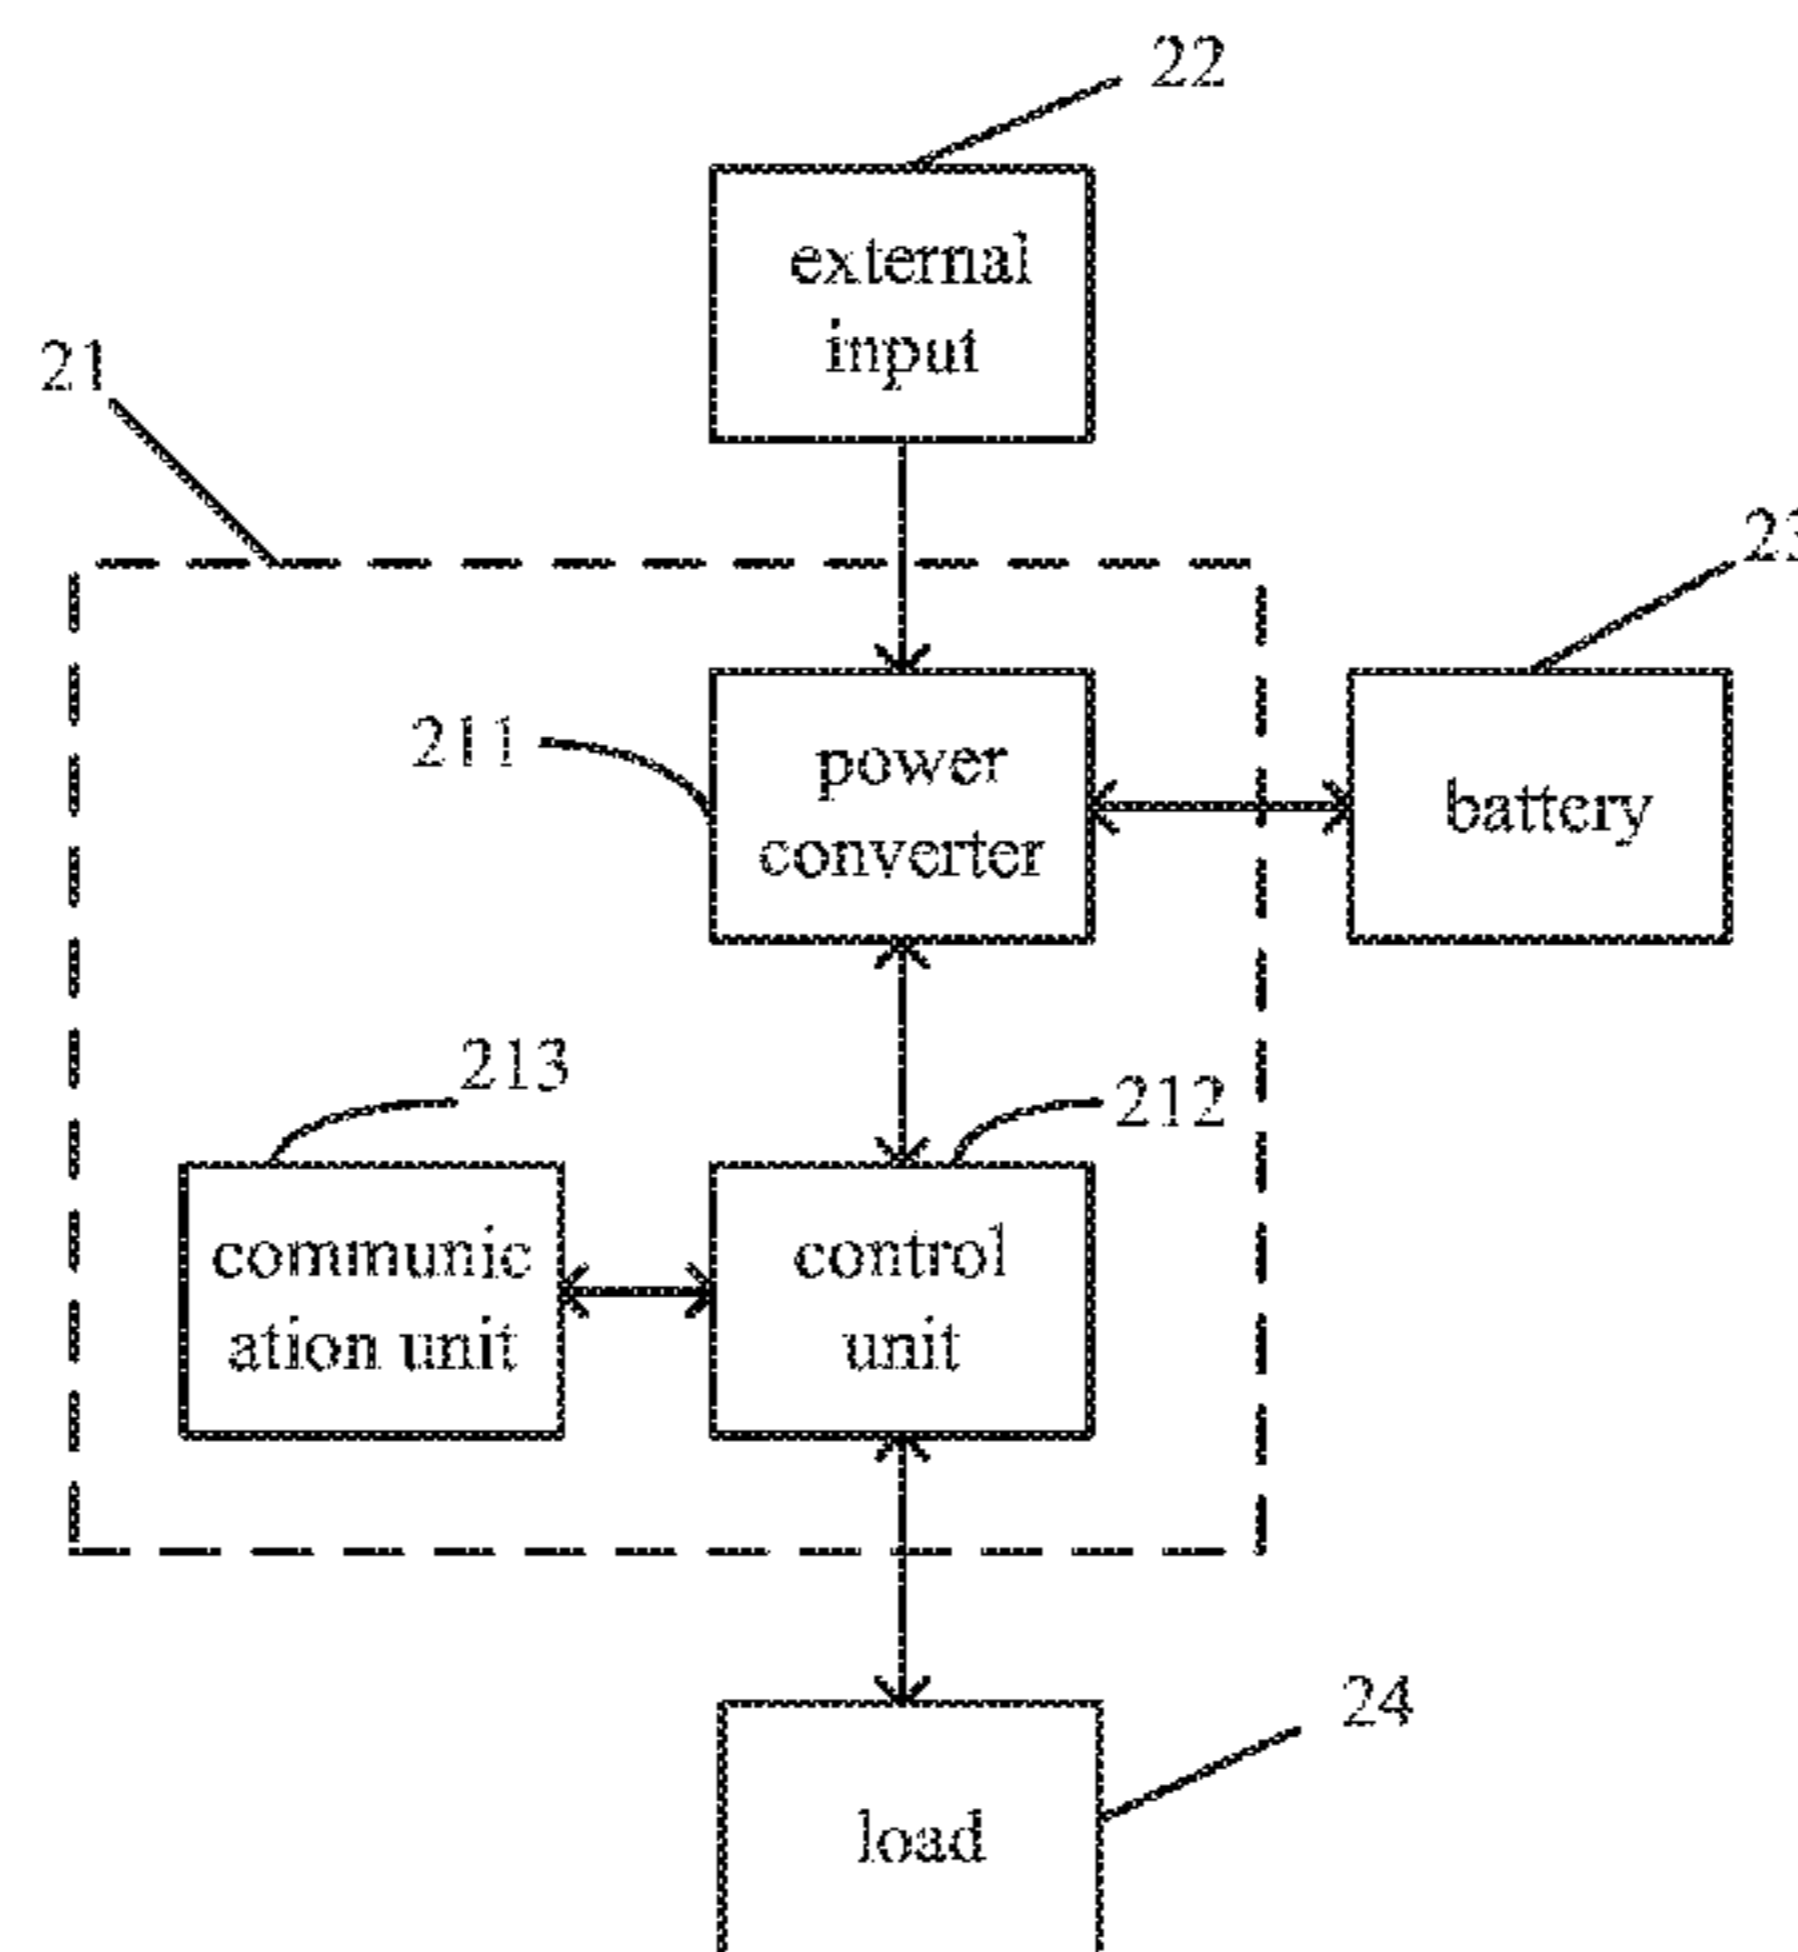 22
external
input
21
23
211
power
converter
battery
213
212
communic
ation unit
control
unit
24
load